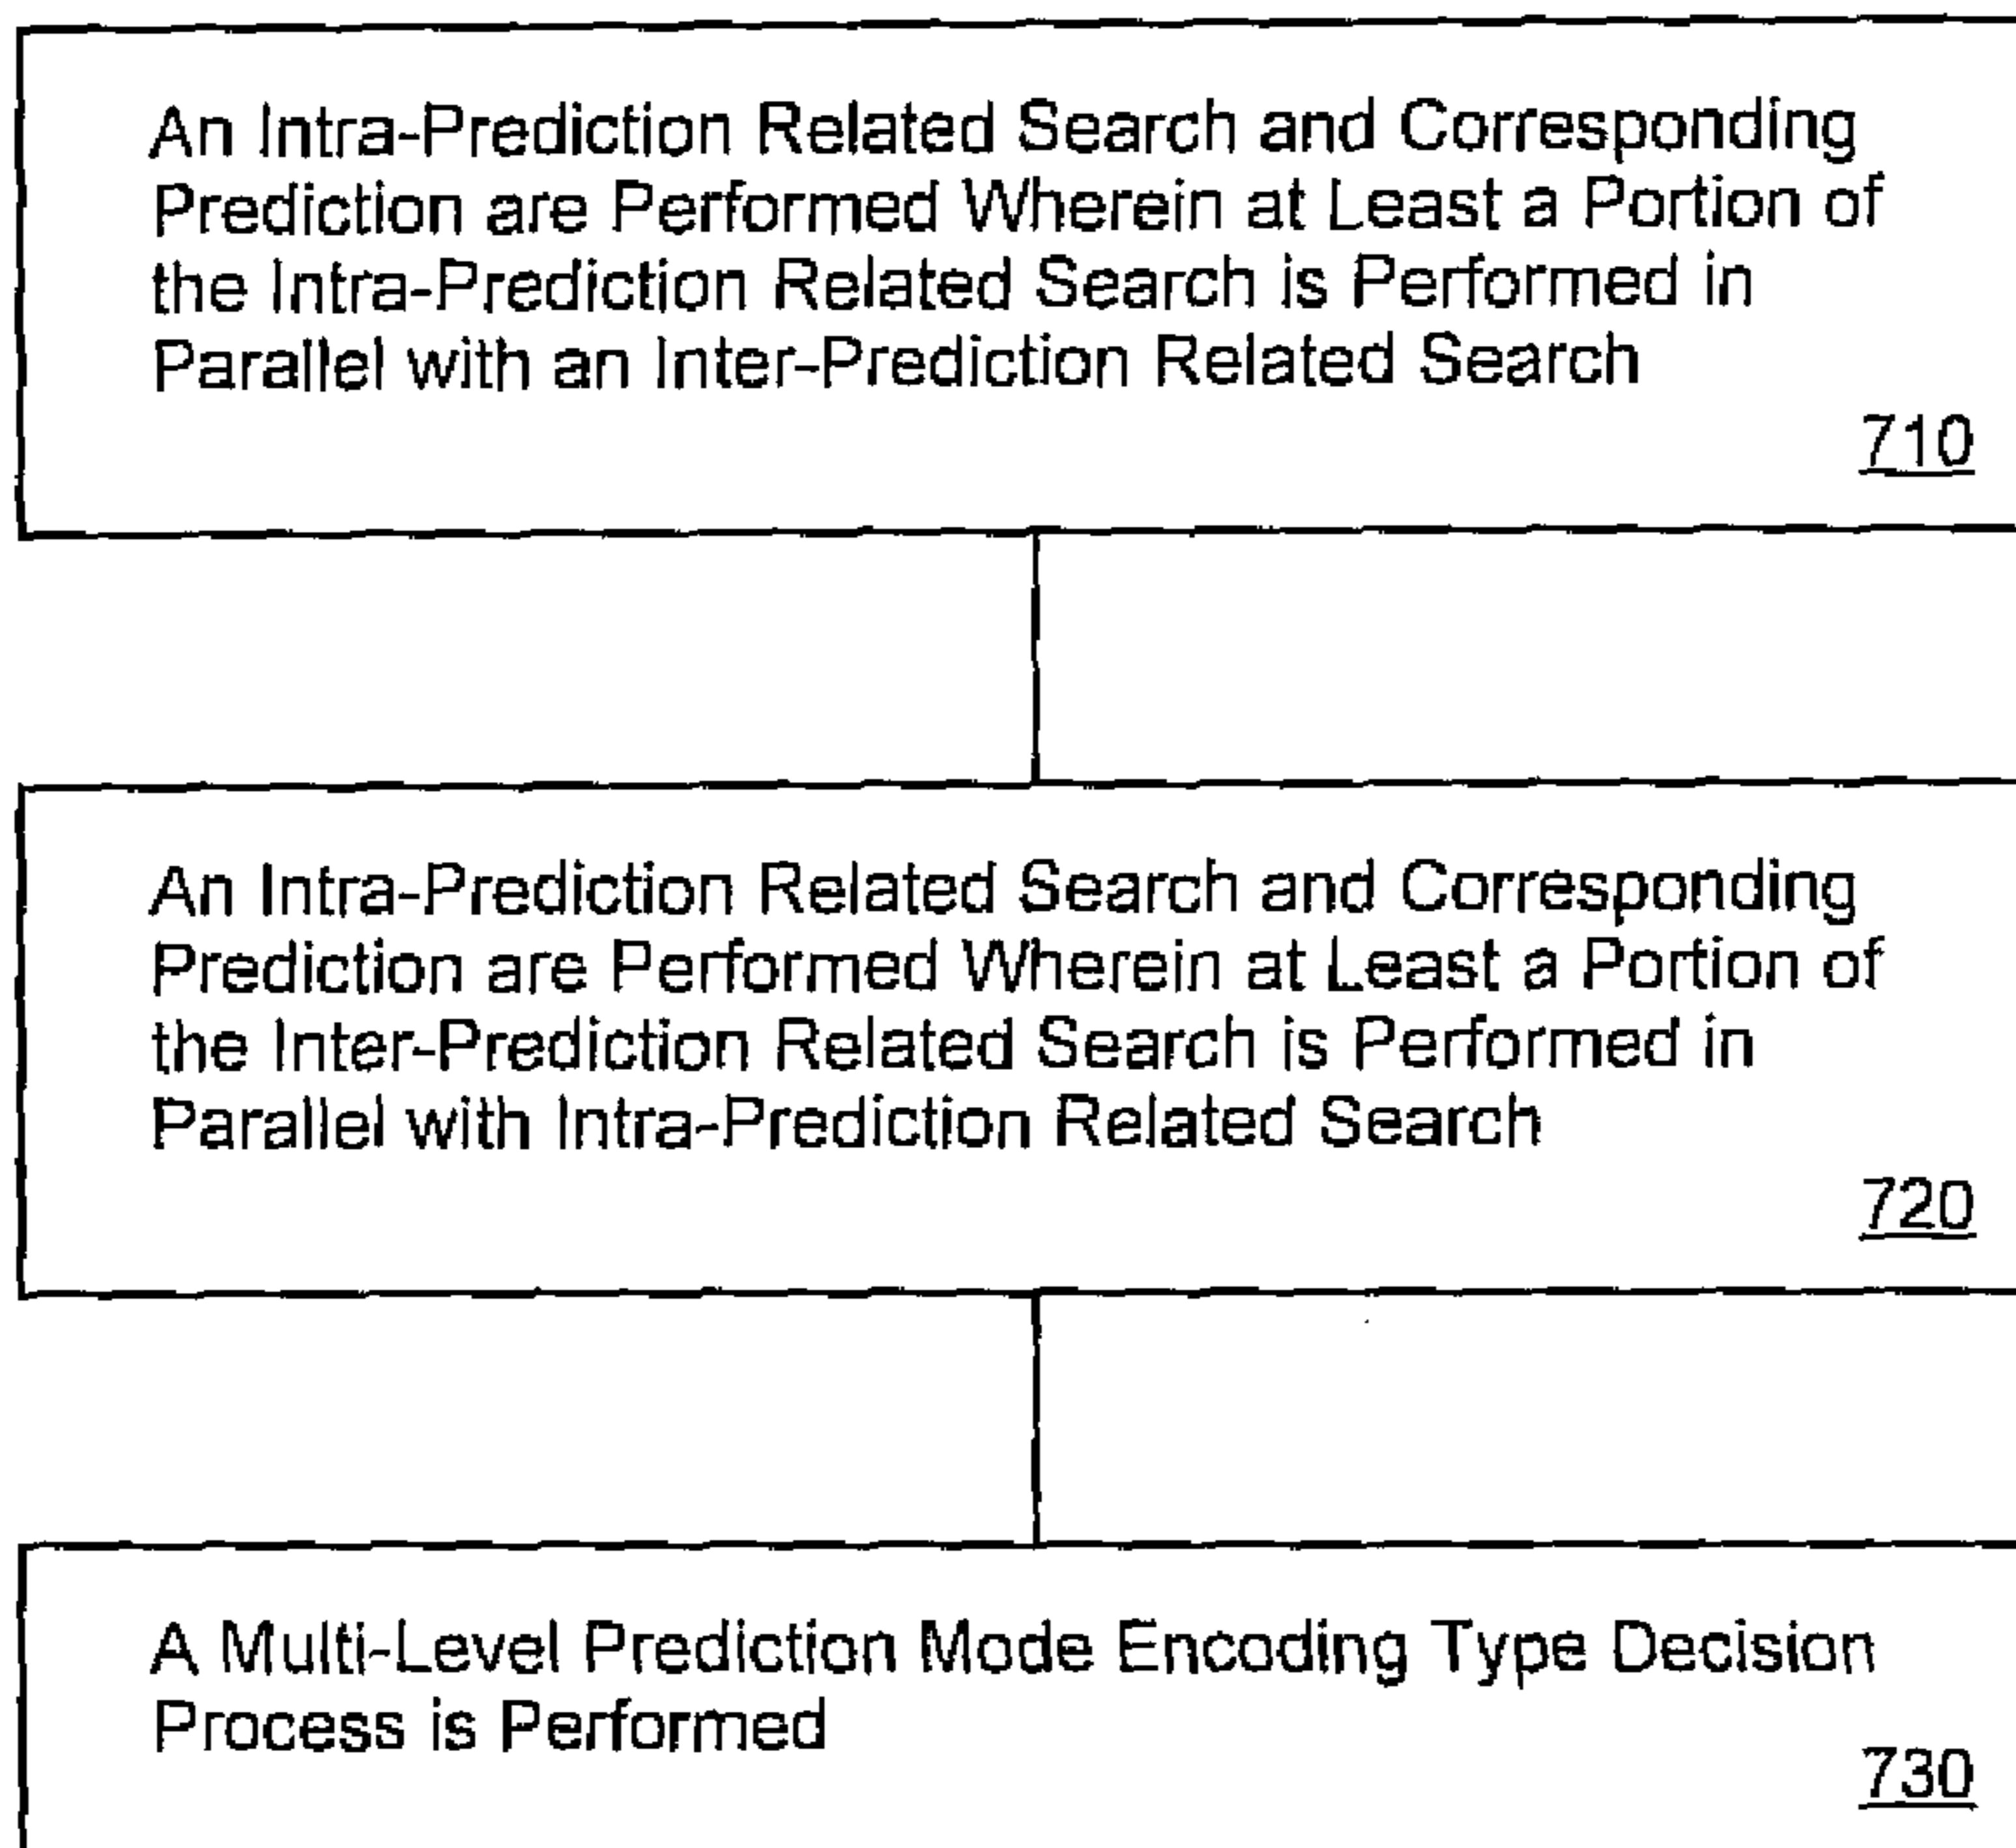 An Intra-Prediction Related Search and Corresponding
Prediction are Performed Wherein at Least a Portion of
the Intra-Prediction Related Search is Performed in
Parallel with an Inter-Prediction Related Search
710
An Intra-Prediction Related Search and Corresponding
Prediction are Performed Wherein at Least a Portion of
the Inter-Prediction Related Search is Performed in
Parallel with Intra-Prediction Related Search
720
A Multi-Level Prediction Mode Encoding Type Decision
Process is Performed
730